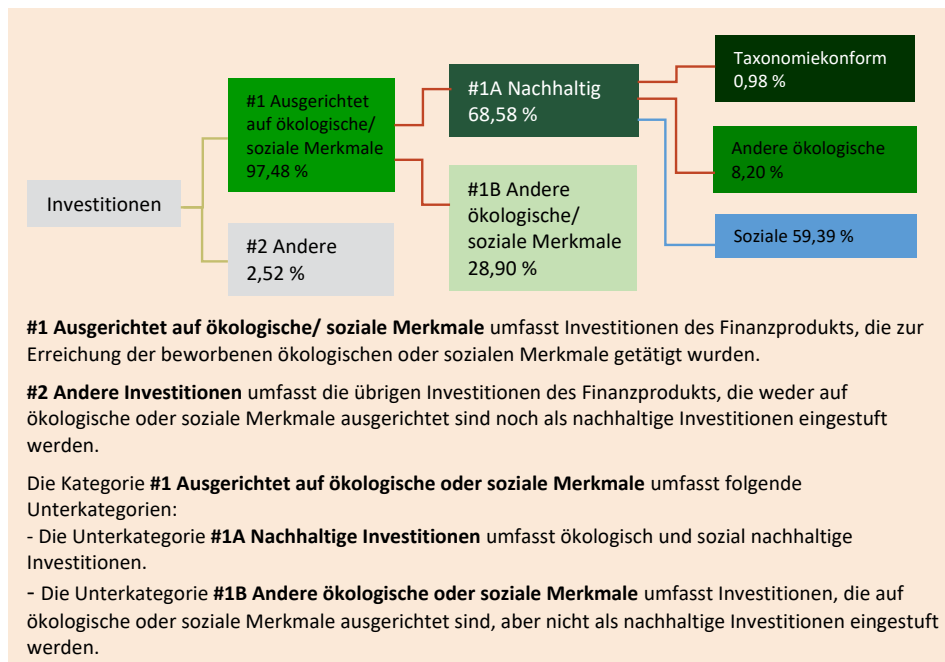 Investitionen
#1 Ausgerichtet
auf ökologische/
soziale Merkmale
97,48 %
#2 Andere
2,52 %
#1A Nachhaltig
68,58 %
#1B Andere
ökologische/
soziale Merkmale
28,90 %
Taxonomiekonform
0,98 %
Andere ökologische
8,20 %
Soziale 59,39 %
#1 Ausgerichtet auf ökologische/ soziale Merkmale umfasst Investitionen des Finanzprodukts, die zur
Erreichung der beworbenen ökologischen oder sozialen Merkmale getätigt wurden.
#2 Andere Investitionen umfasst die übrigen Investitionen des Finanzprodukts, die weder auf
ökologische oder soziale Merkmale ausgerichtet sind noch als nachhaltige Investitionen eingestuft
werden.
Die Kategorie #1 Ausgerichtet auf ökologische oder soziale Merkmale umfasst folgende
Unterkategorien:
- Die Unterkategorie #1A Nachhaltige Investitionen umfasst ökologisch und sozial nachhaltige
Investitionen.
- Die Unterkategorie #1B Andere ökologische oder soziale Merkmale umfasst Investitionen, die auf
ökologische oder soziale Merkmale ausgerichtet sind, aber nicht als nachhaltige Investitionen eingestuft
werden.